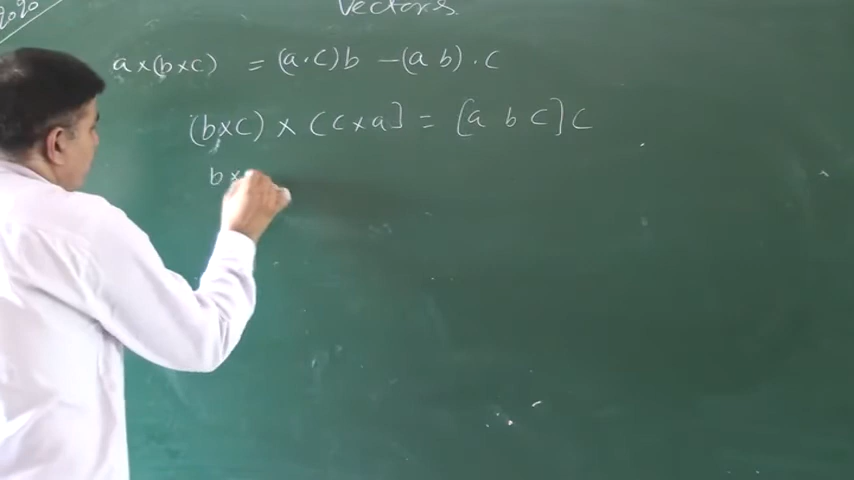 Vectors
a×(b×c) = (a·c)b −(a b)·c
(b×c) × (c×a] = [a b c]c
b×